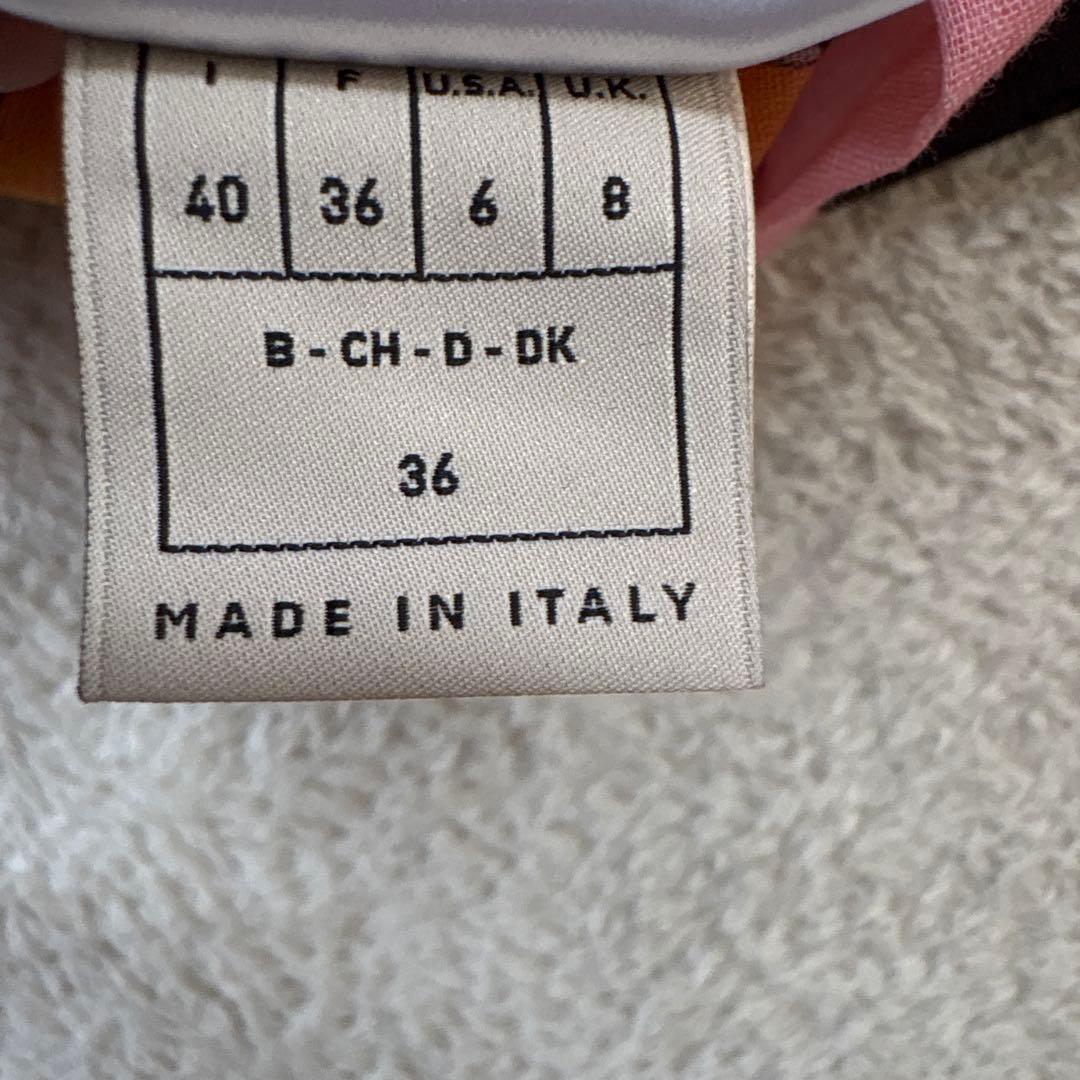 I F U.S.A. U.K.
40 36 6 8
B - CH - D - DK
36
MADE IN ITALY